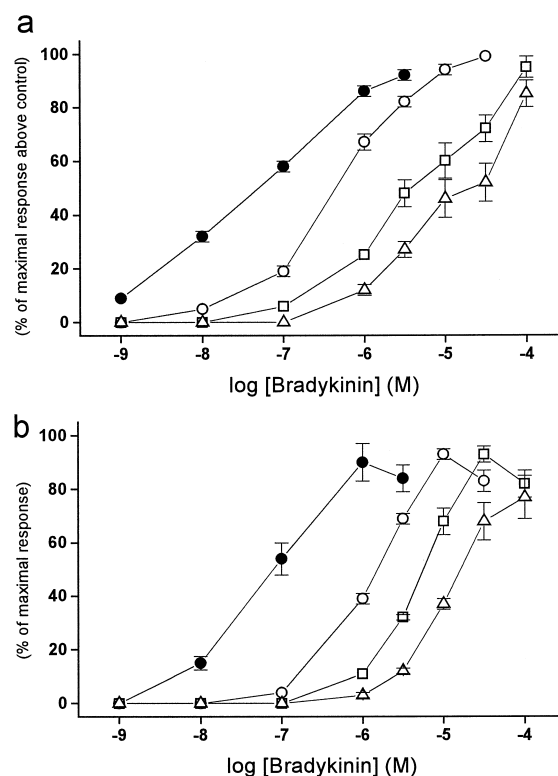 a
(% of maximal response above control)
100
80
60
40
20
0
-9 -8 -7 -6 -5 -4
log [Bradykinin] (M)
b
(% of maximal response)
100
80
60
40
20
0
-9 -8 -7 -6 -5 -4
log [Bradykinin] (M)